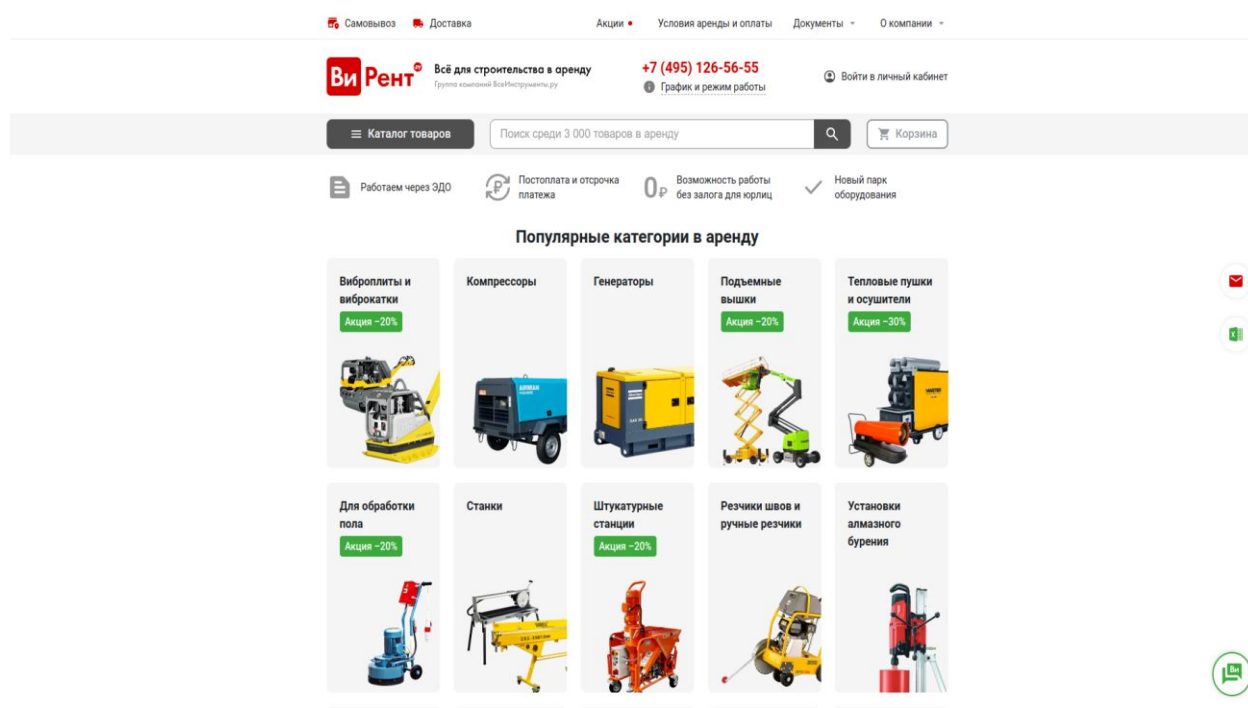 Самовывоз Доставка Акции Условия аренды и оплаты Документы О компании
Ви Рент Всё для строительства в аренду +7 (495) 126-56-55
Группа компаний ВсеИнструменты.ру График и режим работы Войти в личный кабинет
Каталог товаров Поиск среди 3 000 товаров в аренду Корзина
Работаем через ЭДО
Постоплата и отсрочка
платежа
0₽ Возможность работы
без залога для юрлиц
Новый парк
оборудования
Популярные категории в аренду
Виброплиты и
виброкатки
Акция −20%
Компрессоры
Генераторы
Подъемные
вышки
Акция −20%
Тепловые пушки
и осушители
Акция −30%
AIRMAN
MASTER
Для обработки
пола
Акция −20%
Станки
Штукатурные
станции
Акция −20%
Резчики швов и
ручные резчики
Установки
алмазного
бурения
Ви